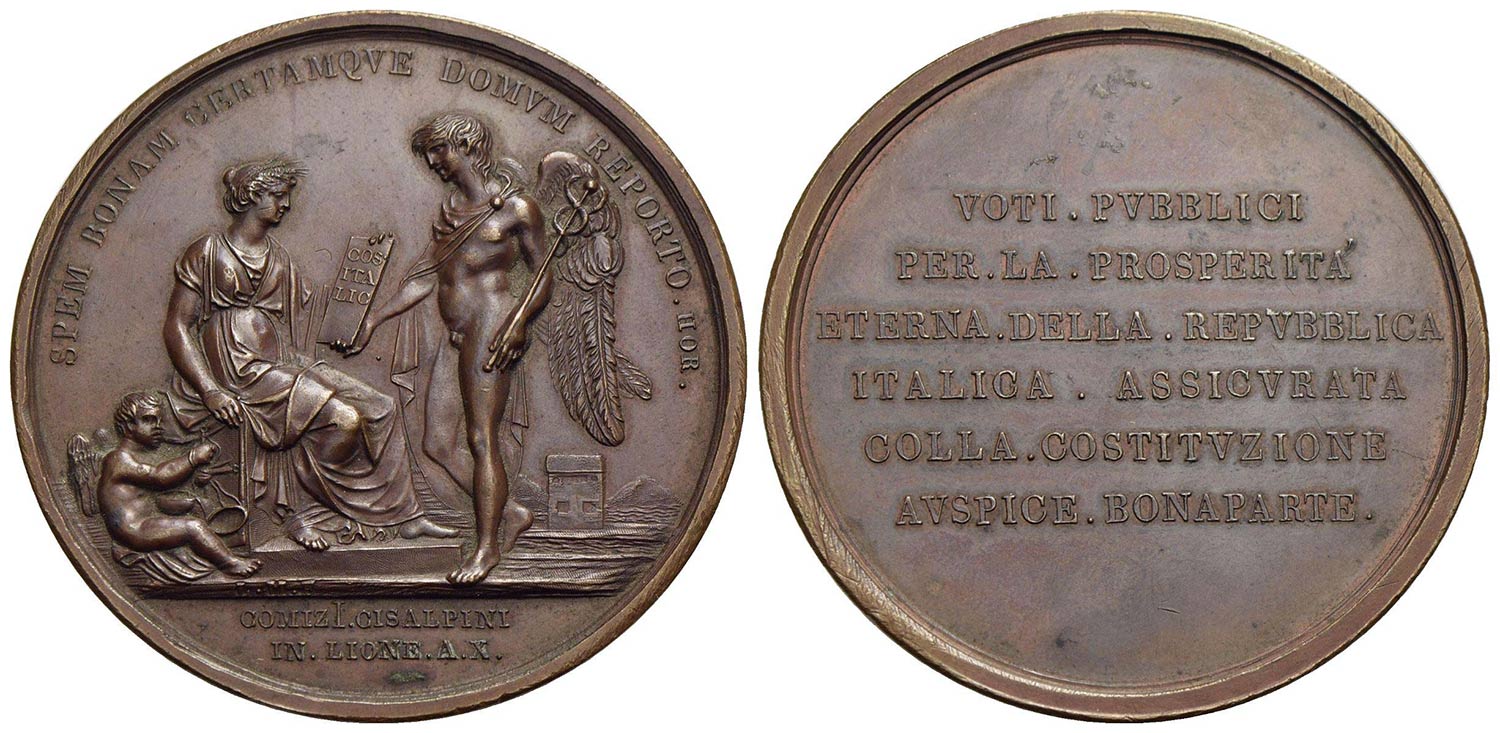 SPEM BONAM CERTAMQVE DOMVM REPORTO. HOR.
COS
ITA
LIC
COMIZI.CISALPINI
IN. LIONE. A. X.
VOTI. PVBBLICI
PER. LA. PROSPERITÁ
ETERNA. DELLA. REPVBBLICA
ITALICA. ASSICVRATA
COLLA. COSTITVZIONE
AVSPICE. BONAPARTE.